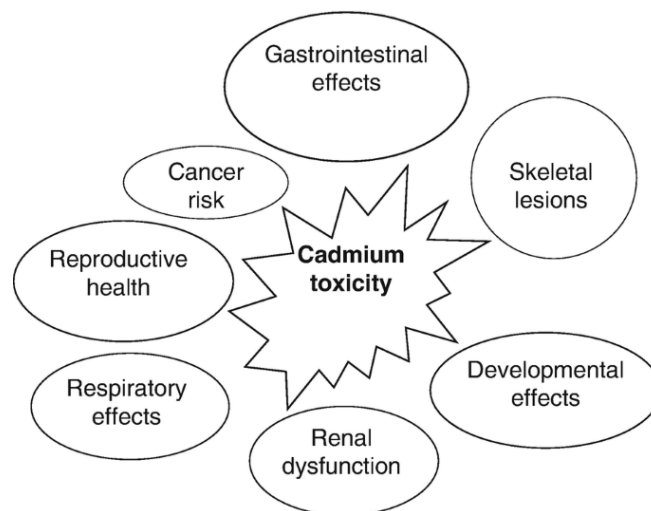 Gastrointestinal
effects
Cancer
risk
Skeletal
lesions
Cadmium
toxicity
Reproductive
health
Respiratory
effects
Developmental
effects
Renal
dysfunction